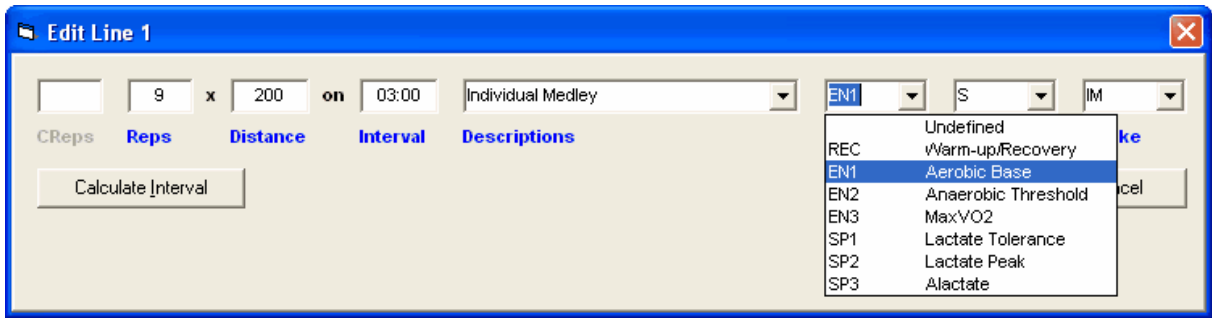 Edit Line 1
9 x 200 on 03:00 Individual Medley EN1 S IM
CReps Reps Distance Interval Descriptions ke
Calculate Interval cel
Undefined
REC Warm-up/Recovery
EN1 Aerobic Base
EN2 Anaerobic Threshold
EN3 MaxVO2
SP1 Lactate Tolerance
SP2 Lactate Peak
SP3 Alactate